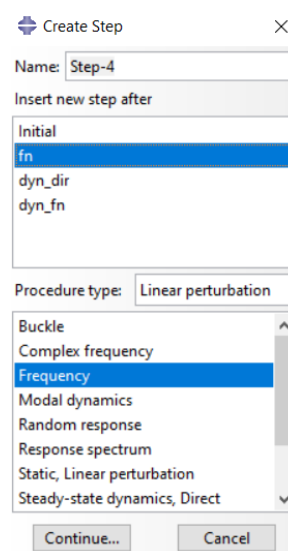 Create Step
Name: Step-4
Insert new step after
Initial
fn
dyn_dir
dyn_fn
Procedure type: Linear perturbation
Buckle
Complex frequency
Frequency
Modal dynamics
Random response
Response spectrum
Static, Linear perturbation
Steady-state dynamics, Direct
Continue... Cancel